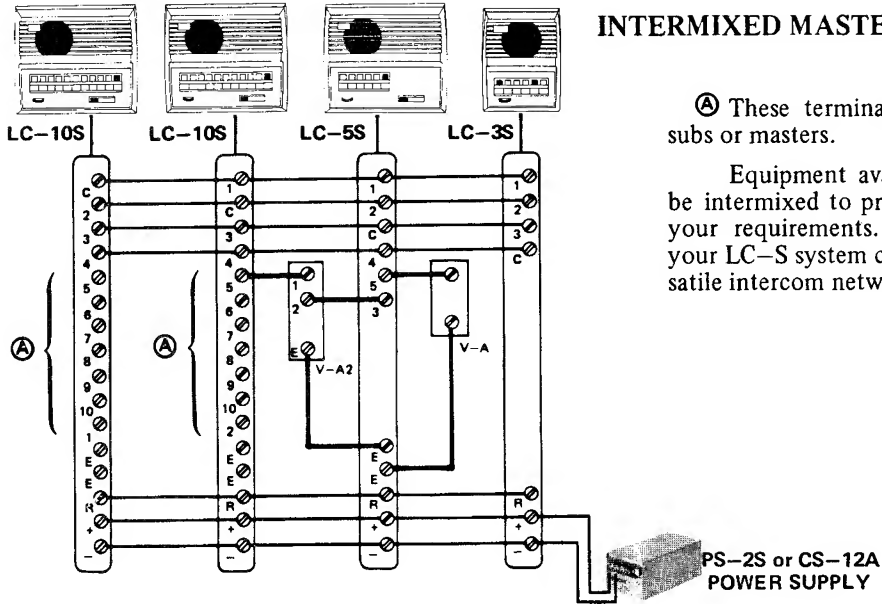 INTERMIXED MASTE
Ⓐ These termina
subs or masters.
Equipment av
be intermixed to pr
your requirements.
your LC–S system c
satile intercom netw
LC–10S
LC–10S
LC–5S
LC–3S
C
2
3
4
5
6
7
8
9
10
1
E
E
R
+
–
Ⓐ
1
C
3
4
5
6
7
8
9
10
2
E
E
R
+
–
Ⓐ
1
2
E
V–A2
1
2
C
4
5
3
E
E
R
+
–
V–A
1
2
3
C
R
+
–
PS–2S or CS–12A
POWER SUPPLY